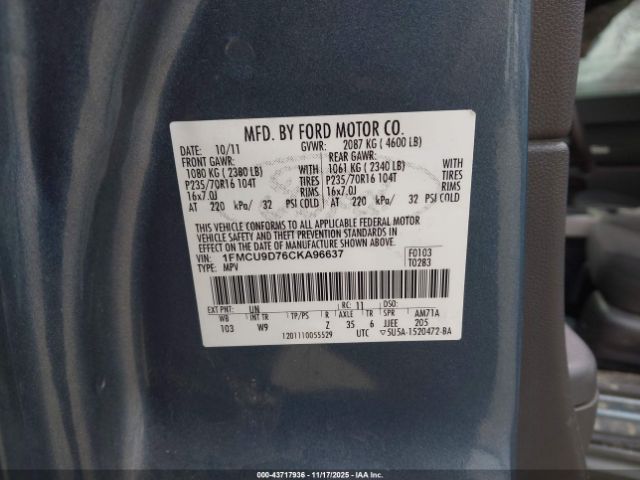 MFD. BY FORD MOTOR CO.
DATE: 10/11 GVWR: 2087 KG ( 4600 LB)
FRONT GAWR: REAR GAWR:
1080 KG ( 2380 LB) WITH 1061 KG ( 2340 LB) WITH
P235/70R16 104T TIRES P235/70R16 104T TIRES
16x7.0J RIMS 16x7.0J RIMS
AT 220 kPa/ 32 PSI COLD AT 220 kPa/ 32 PSI COLD
THIS VEHICLE CONFORMS TO ALL APPLICABLE FEDERAL MOTOR
VEHICLE SAFETY AND THEFT PREVENTION STANDARDS IN
EFFECT ON THE DATE OF MANUFACTURE SHOWN ABOVE.
VIN: 1FMCU9D76CKA96637 F0103
TYPE: MPV T0283
EXT PNT: UN RC: 11 DSO:
WB INT TR TP/PS R AXLE TR SPR AM71A
103 W9 Z 35 6 JJEE 205
1201110055529 UTC ▽5U5A-1520472-BA
© 00-43717936 - 11/17/2025 - IAA, LLC